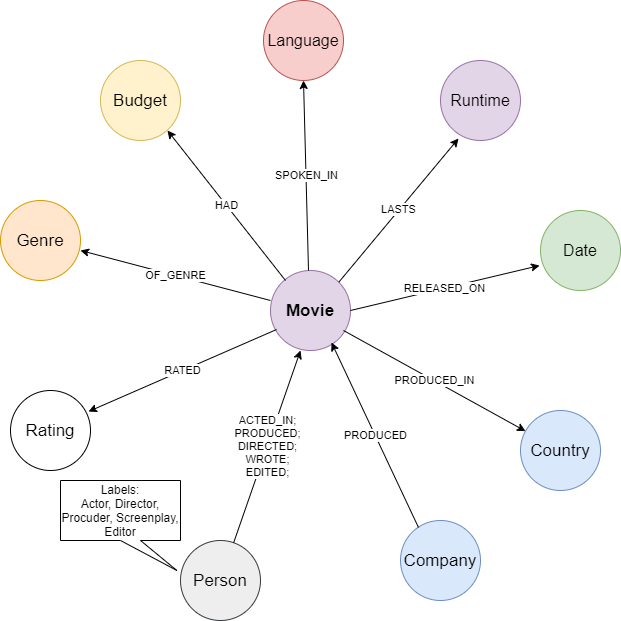 Language
Budget
Runtime
SPOKEN_IN
HAD
LASTS
Genre
Date
OF_GENRE
RELEASED_ON
Movie
RATED
PRODUCED_IN
Rating
ACTED_IN;
PRODUCED;
DIRECTED;
WROTE;
EDITED;
PRODUCED
Country
Labels:
Actor, Director,
Procuder, Screenplay,
Editor
Company
Person